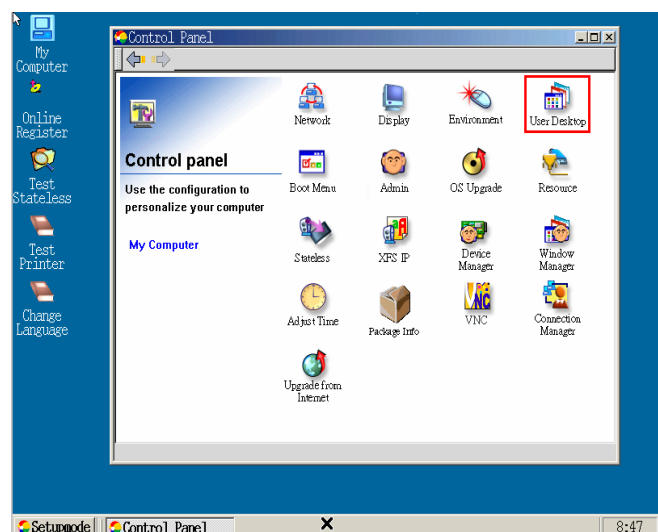 My
Computer
Online
Register
Test
Stateless
Test
Printer
Change
Language
Control Panel
Control panel
Use the configuration to
personalize your computer
My Computer
Network
Display
Environment
User Desktop
Boot Menu
Admin
OS Upgrade
Resource
Stateless
XFS IP
Device
Manager
Window
Manager
Adjust Time
Package Info
VNC
VNC
Connection
Manager
Upgrade from
Internet
Setupmode
Control Panel
8:47